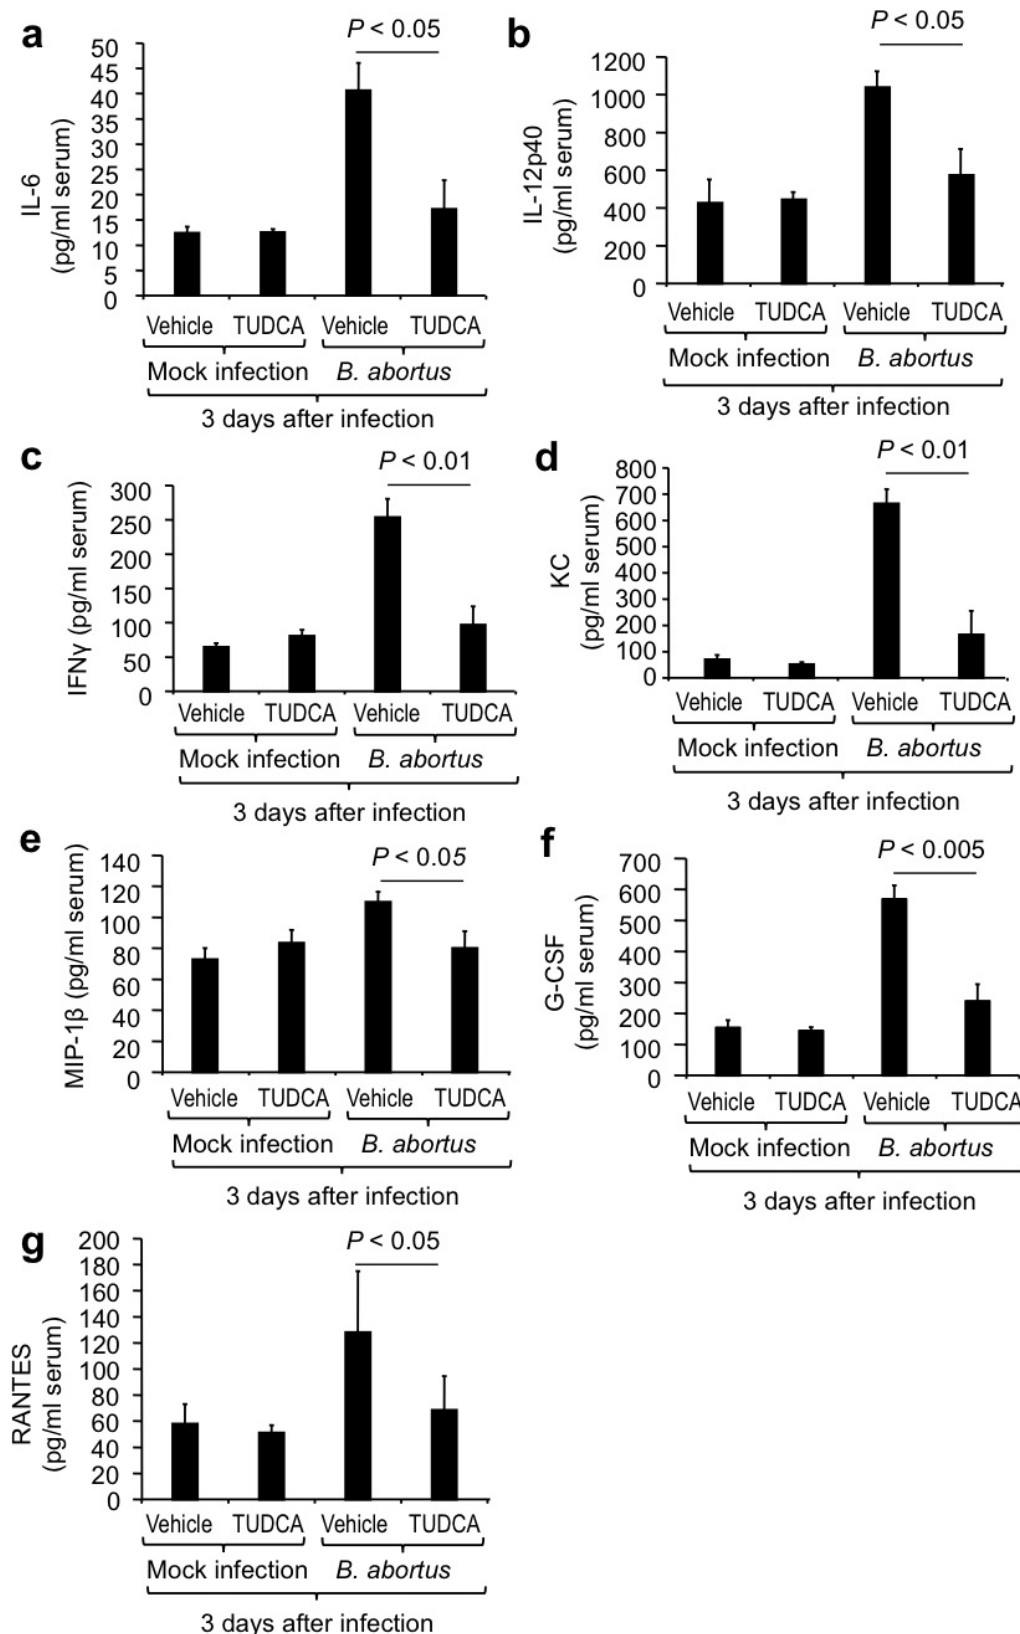 a
P < 0.05
IL-6
(pg/ml serum)
50
45
40
35
30
25
20
15
10
5
0
Vehicle TUDCA Vehicle TUDCA
Mock infection B. abortus
3 days after infection
b
P < 0.05
IL-12p40
(pg/ml serum)
1200
1000
800
600
400
200
0
Vehicle TUDCA Vehicle TUDCA
Mock infection B. abortus
3 days after infection
c
P < 0.01
IFNγ (pg/ml serum)
300
250
200
150
100
50
0
Vehicle TUDCA Vehicle TUDCA
Mock infection B. abortus
3 days after infection
d
P < 0.01
KC
(pg/ml serum)
800
700
600
500
400
300
200
100
0
Vehicle TUDCA Vehicle TUDCA
Mock infection B. abortus
3 days after infection
e
P < 0.05
MIP-1β (pg/ml serum)
140
120
100
80
60
40
20
0
Vehicle TUDCA Vehicle TUDCA
Mock infection B. abortus
3 days after infection
f
P < 0.005
G-CSF
(pg/ml serum)
700
600
500
400
300
200
100
0
Vehicle TUDCA Vehicle TUDCA
Mock infection B. abortus
3 days after infection
g
P < 0.05
RANTES
(pg/ml serum)
200
180
160
140
120
100
80
60
40
20
0
Vehicle TUDCA Vehicle TUDCA
Mock infection B. abortus
3 days after infection